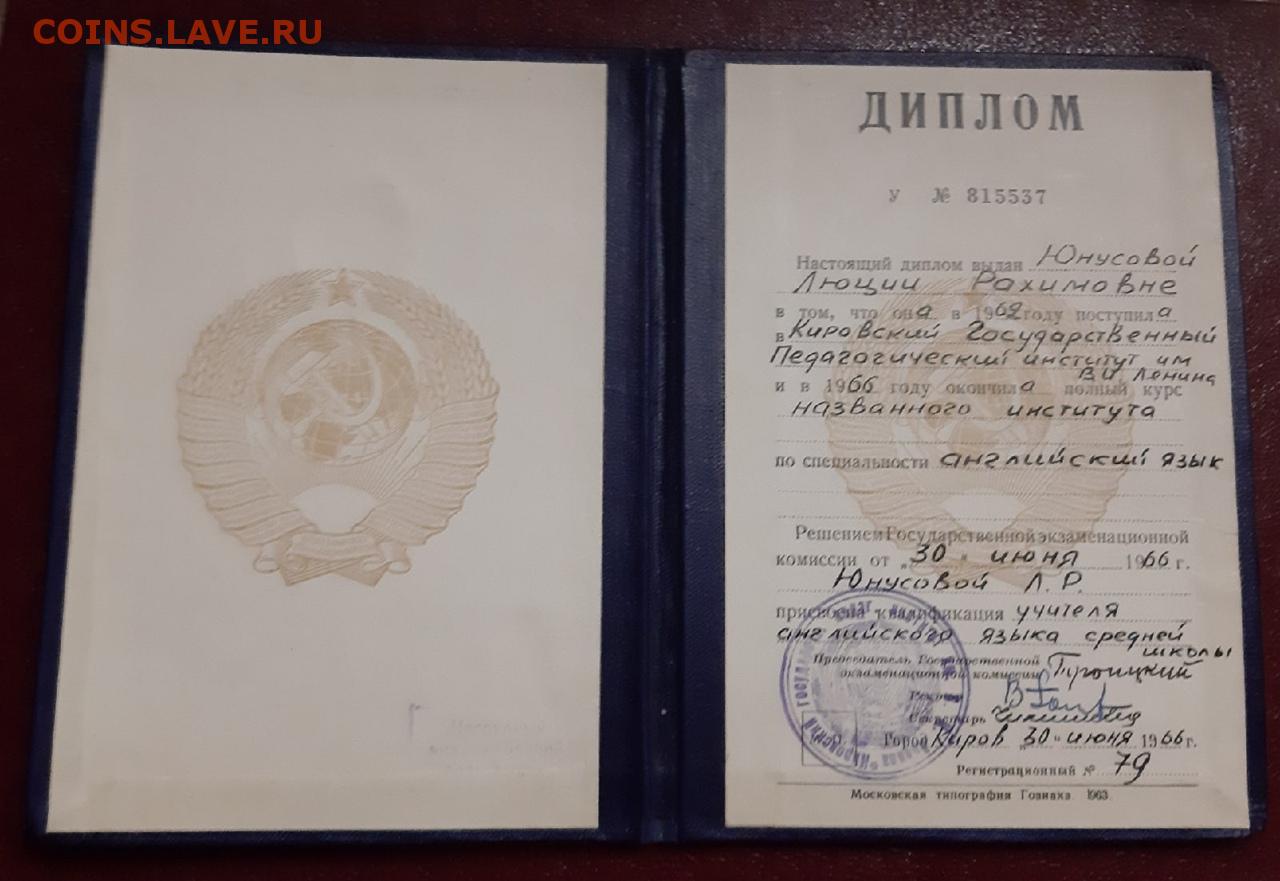 COINS.LAVE.RU
ДИПЛОМ
У № 815537
Настоящий диплом выдан Юнусовой
Люции Рахимовне
в том, что она в 1962 году поступила
в Кировский Государственный
Педагогический институт им
В И Ленина
и в 1966 году окончила полный курс
названного института
по специальности английский язык
Решением Государственной экзаменационной
комиссии от „30“ июня 1966 г.
Юнусовой Л. Р.
присвоена квалификация учителя
английского языка средней
школы
Председатель Государственной
экзаменационной комиссии Троицкий
Ректор
Секретарь
Город Киров „30“ июня 1966 г.
Регистрационный № 79
Московская типография Гознака. 1963.